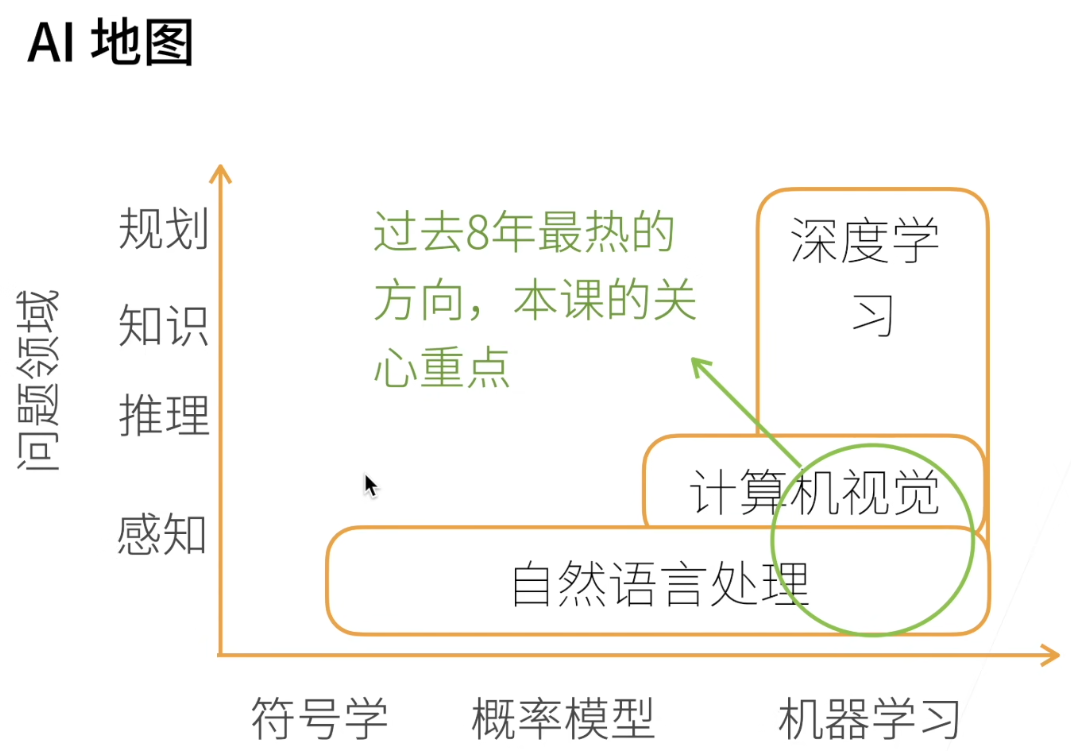 AI 地图
问题领域
规划
知识
推理
感知
过去8年最热的
方向，本课的关
心重点
深度学
习
计算机视觉
自然语言处理
符号学
概率模型
机器学习